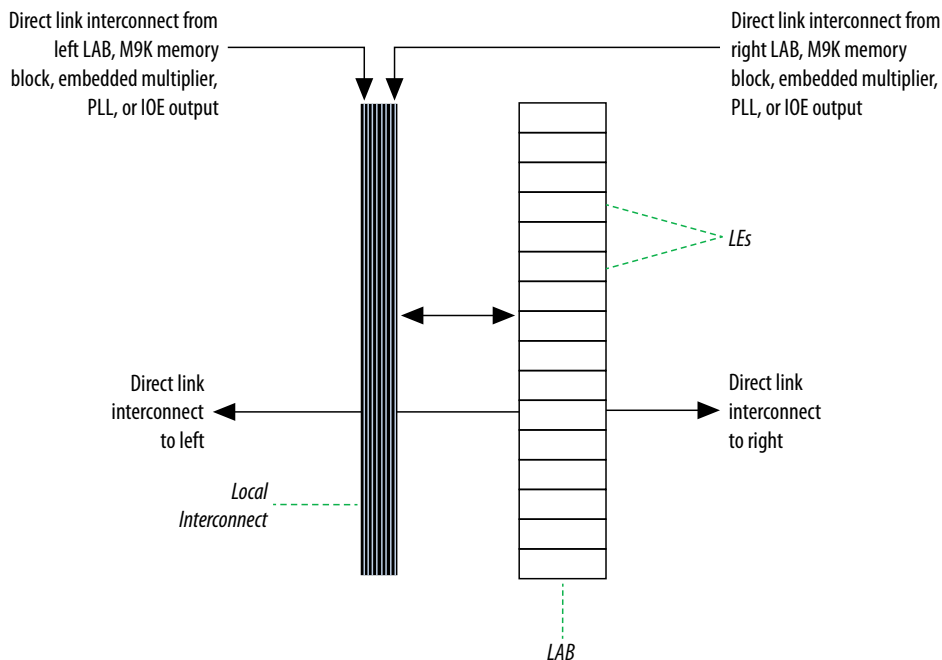 Direct link interconnect from
left LAB, M9K memory
block, embedded multiplier,
PLL, or IOE output
Direct link interconnect from
right LAB, M9K memory
block, embedded multiplier,
PLL, or IOE output
LEs
Direct link
interconnect
to left
Direct link
interconnect
to right
Local
Interconnect
LAB